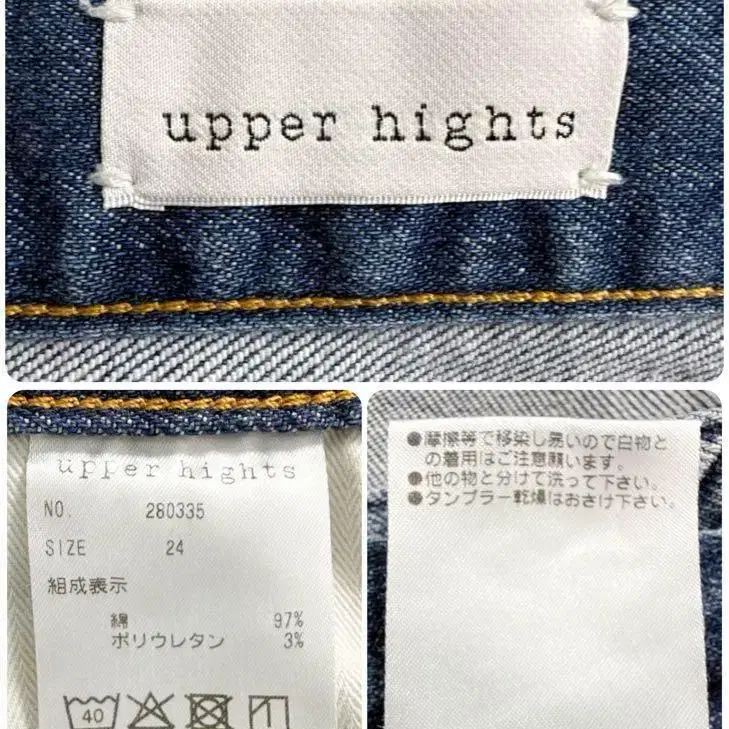 upper hights
upper hights
NO. 280335
SIZE 24
組成表示
綿 97%
ポリウレタン 3%
40
●摩擦等で移染し易いので白物と
の着用はご注意願います。
●他の物と分けて洗って下さい。
●タンブラー乾燥はおさけ下さい。